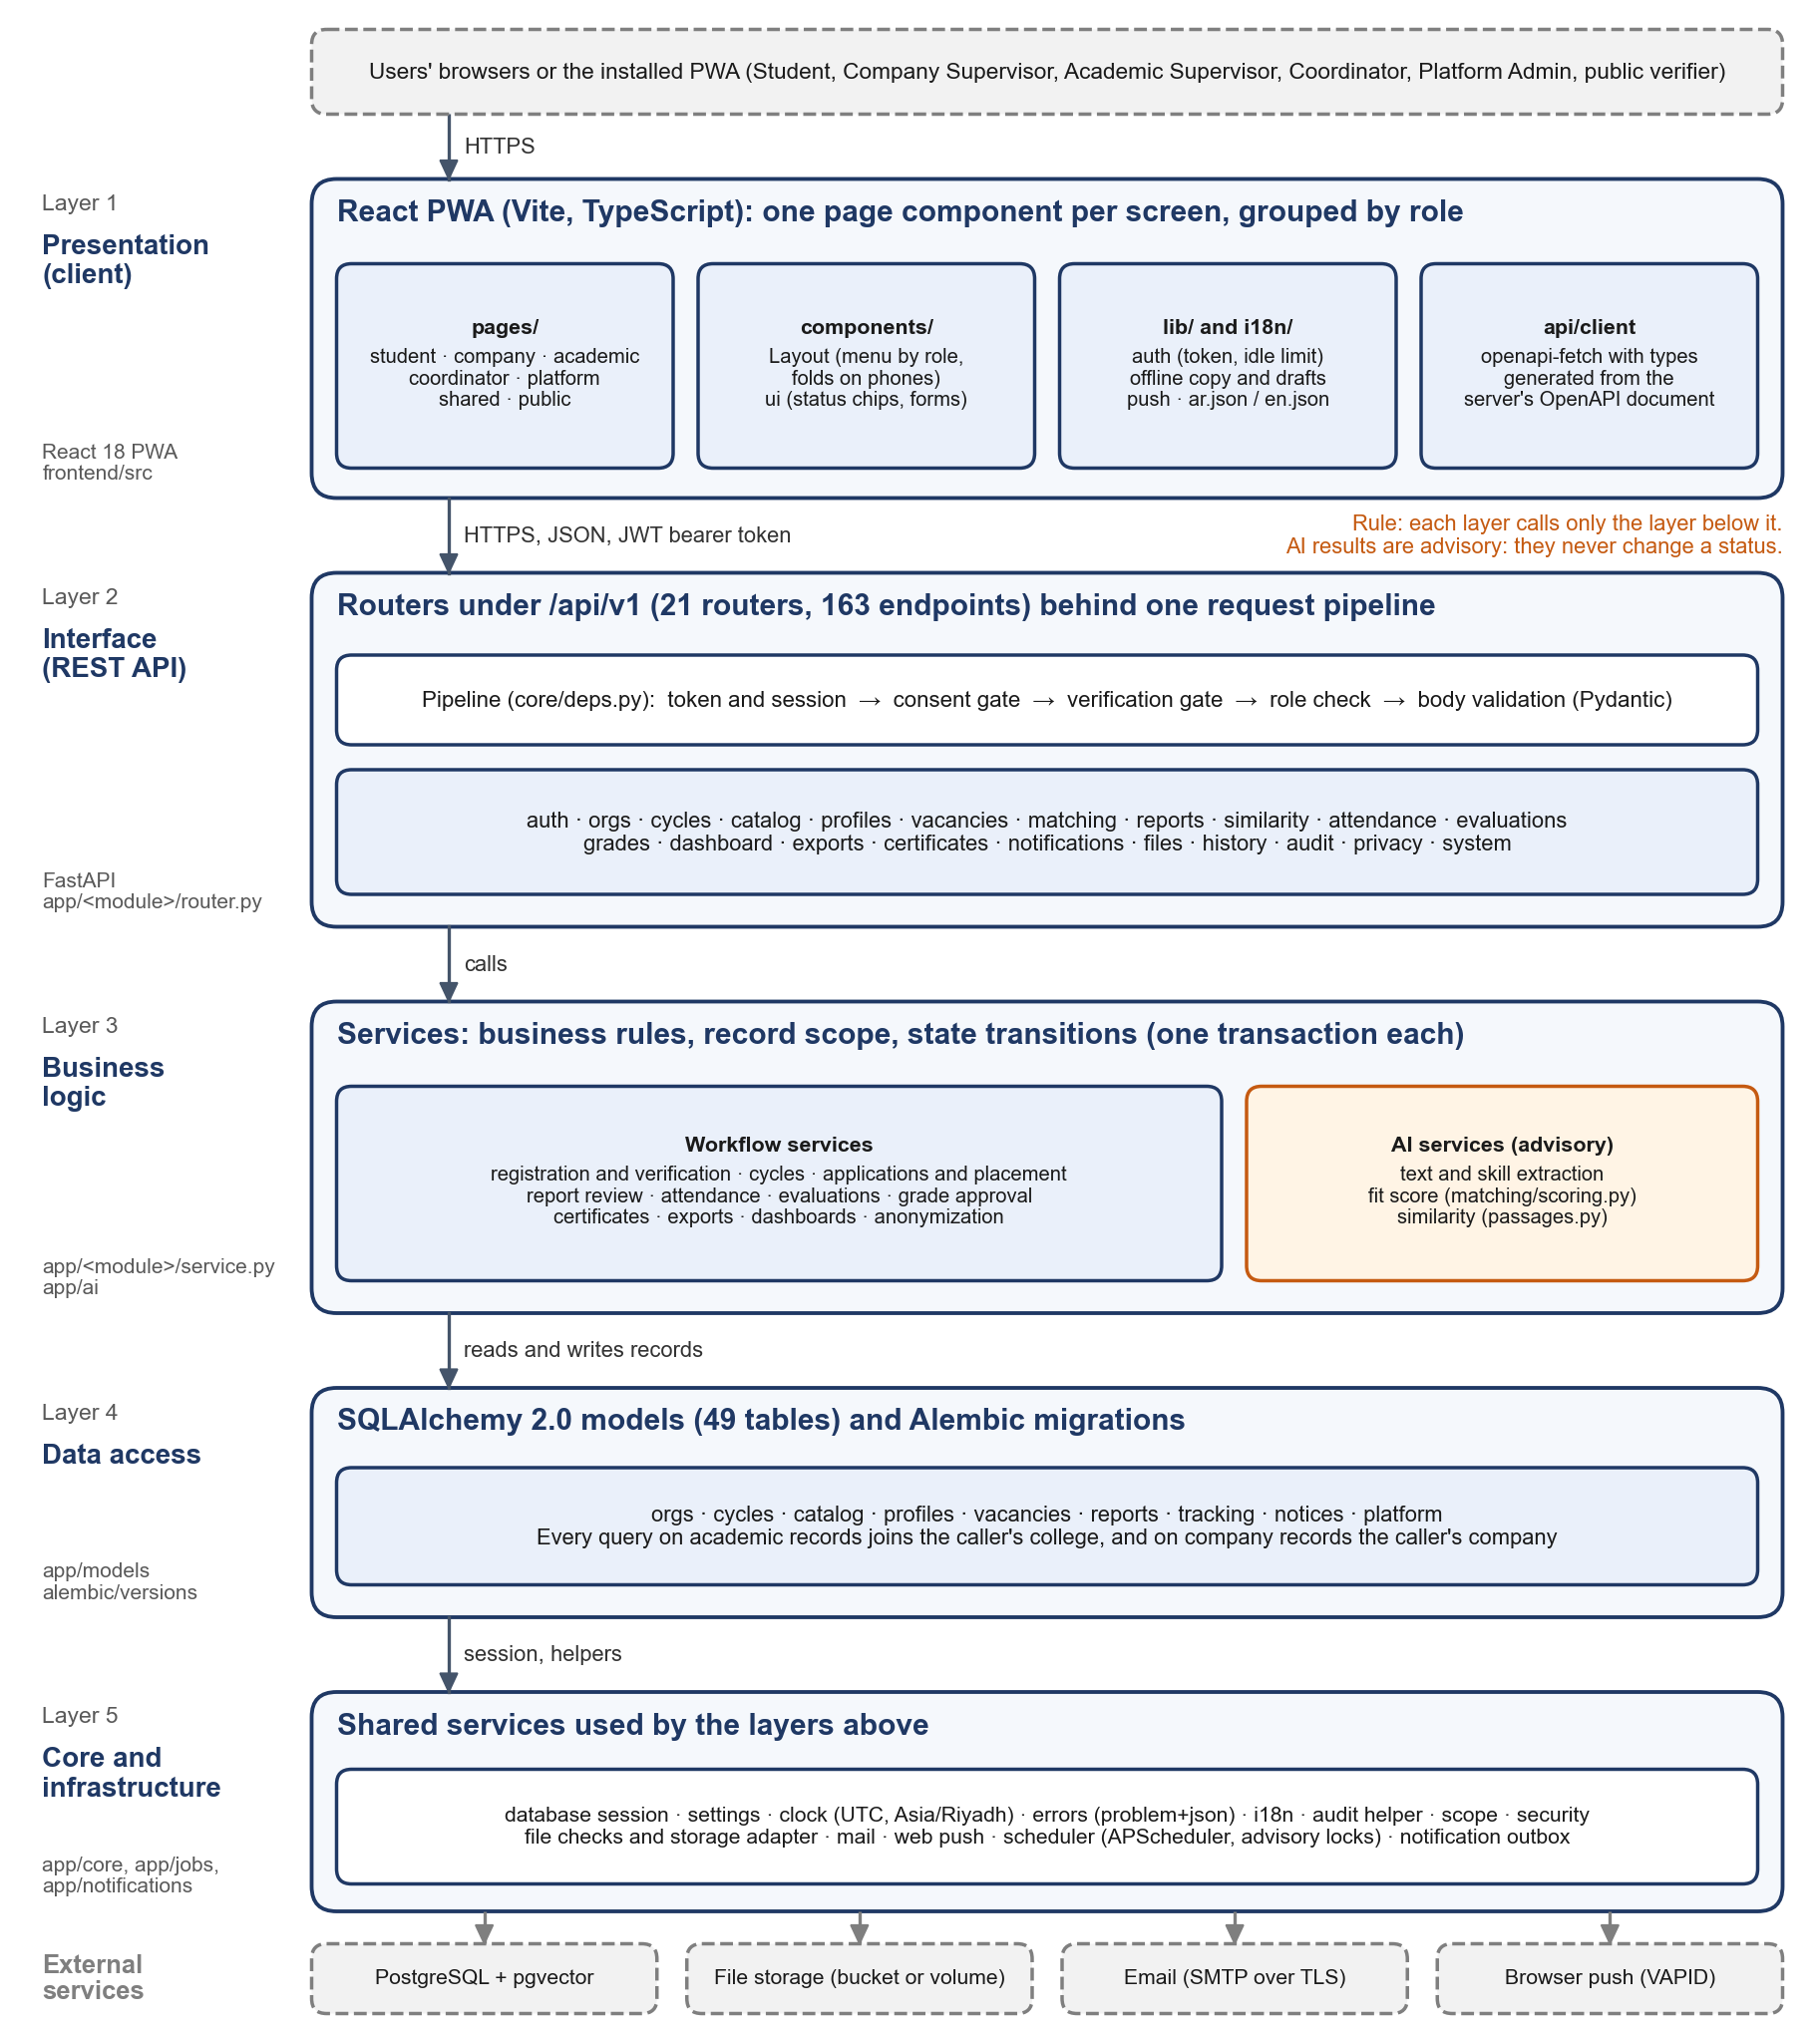 Users' browsers or the installed PWA (Student, Company Supervisor, Academic Supervisor, Coordinator, Platform Admin, public verifier)
HTTPS
Layer 1
Presentation
(client)
React 18 PWA
frontend/src
React PWA (Vite, TypeScript): one page component per screen, grouped by role
pages/
student · company · academic
coordinator · platform
shared · public
components/
Layout (menu by role,
folds on phones)
ui (status chips, forms)
lib/ and i18n/
auth (token, idle limit)
offline copy and drafts
push · ar.json / en.json
api/client
openapi-fetch with types
generated from the
server's OpenAPI document
HTTPS, JSON, JWT bearer token
Rule: each layer calls only the layer below it.
AI results are advisory: they never change a status.
Layer 2
Interface
(REST API)
FastAPI
app/<module>/router.py
Routers under /api/v1 (21 routers, 163 endpoints) behind one request pipeline
Pipeline (core/deps.py): token and session → consent gate → verification gate → role check → body validation (Pydantic)
auth · orgs · cycles · catalog · profiles · vacancies · matching · reports · similarity · attendance · evaluations
grades · dashboard · exports · certificates · notifications · files · history · audit · privacy · system
calls
Layer 3
Business
logic
app/<module>/service.py
app/ai
Services: business rules, record scope, state transitions (one transaction each)
Workflow services
registration and verification · cycles · applications and placement
report review · attendance · evaluations · grade approval
certificates · exports · dashboards · anonymization
AI services (advisory)
text and skill extraction
fit score (matching/scoring.py)
similarity (passages.py)
reads and writes records
Layer 4
Data access
app/models
alembic/versions
SQLAlchemy 2.0 models (49 tables) and Alembic migrations
orgs · cycles · catalog · profiles · vacancies · reports · tracking · notices · platform
Every query on academic records joins the caller's college, and on company records the caller's company
session, helpers
Layer 5
Core and
infrastructure
app/core, app/jobs,
app/notifications
Shared services used by the layers above
database session · settings · clock (UTC, Asia/Riyadh) · errors (problem+json) · i18n · audit helper · scope · security
file checks and storage adapter · mail · web push · scheduler (APScheduler, advisory locks) · notification outbox
External
services
PostgreSQL + pgvector
File storage (bucket or volume)
Email (SMTP over TLS)
Browser push (VAPID)